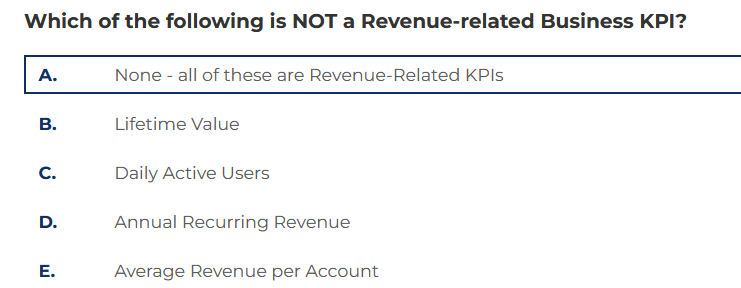 Which of the following is NOT a Revenue-related Business KPI?
A. None - all of these are Revenue-Related KPIs
B. Lifetime Value
C. Daily Active Users
D. Annual Recurring Revenue
E. Average Revenue per Account